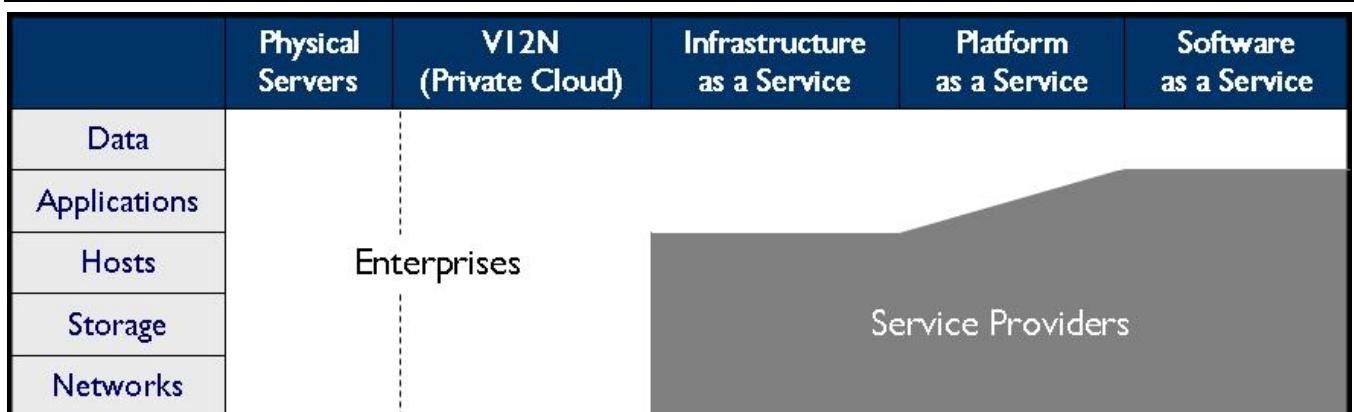 Physical Servers
V12N (Private Cloud)
Infrastructure as a Service
Platform as a Service
Software as a Service
Data
Applications
Hosts
Storage
Networks
Enterprises
Service Providers